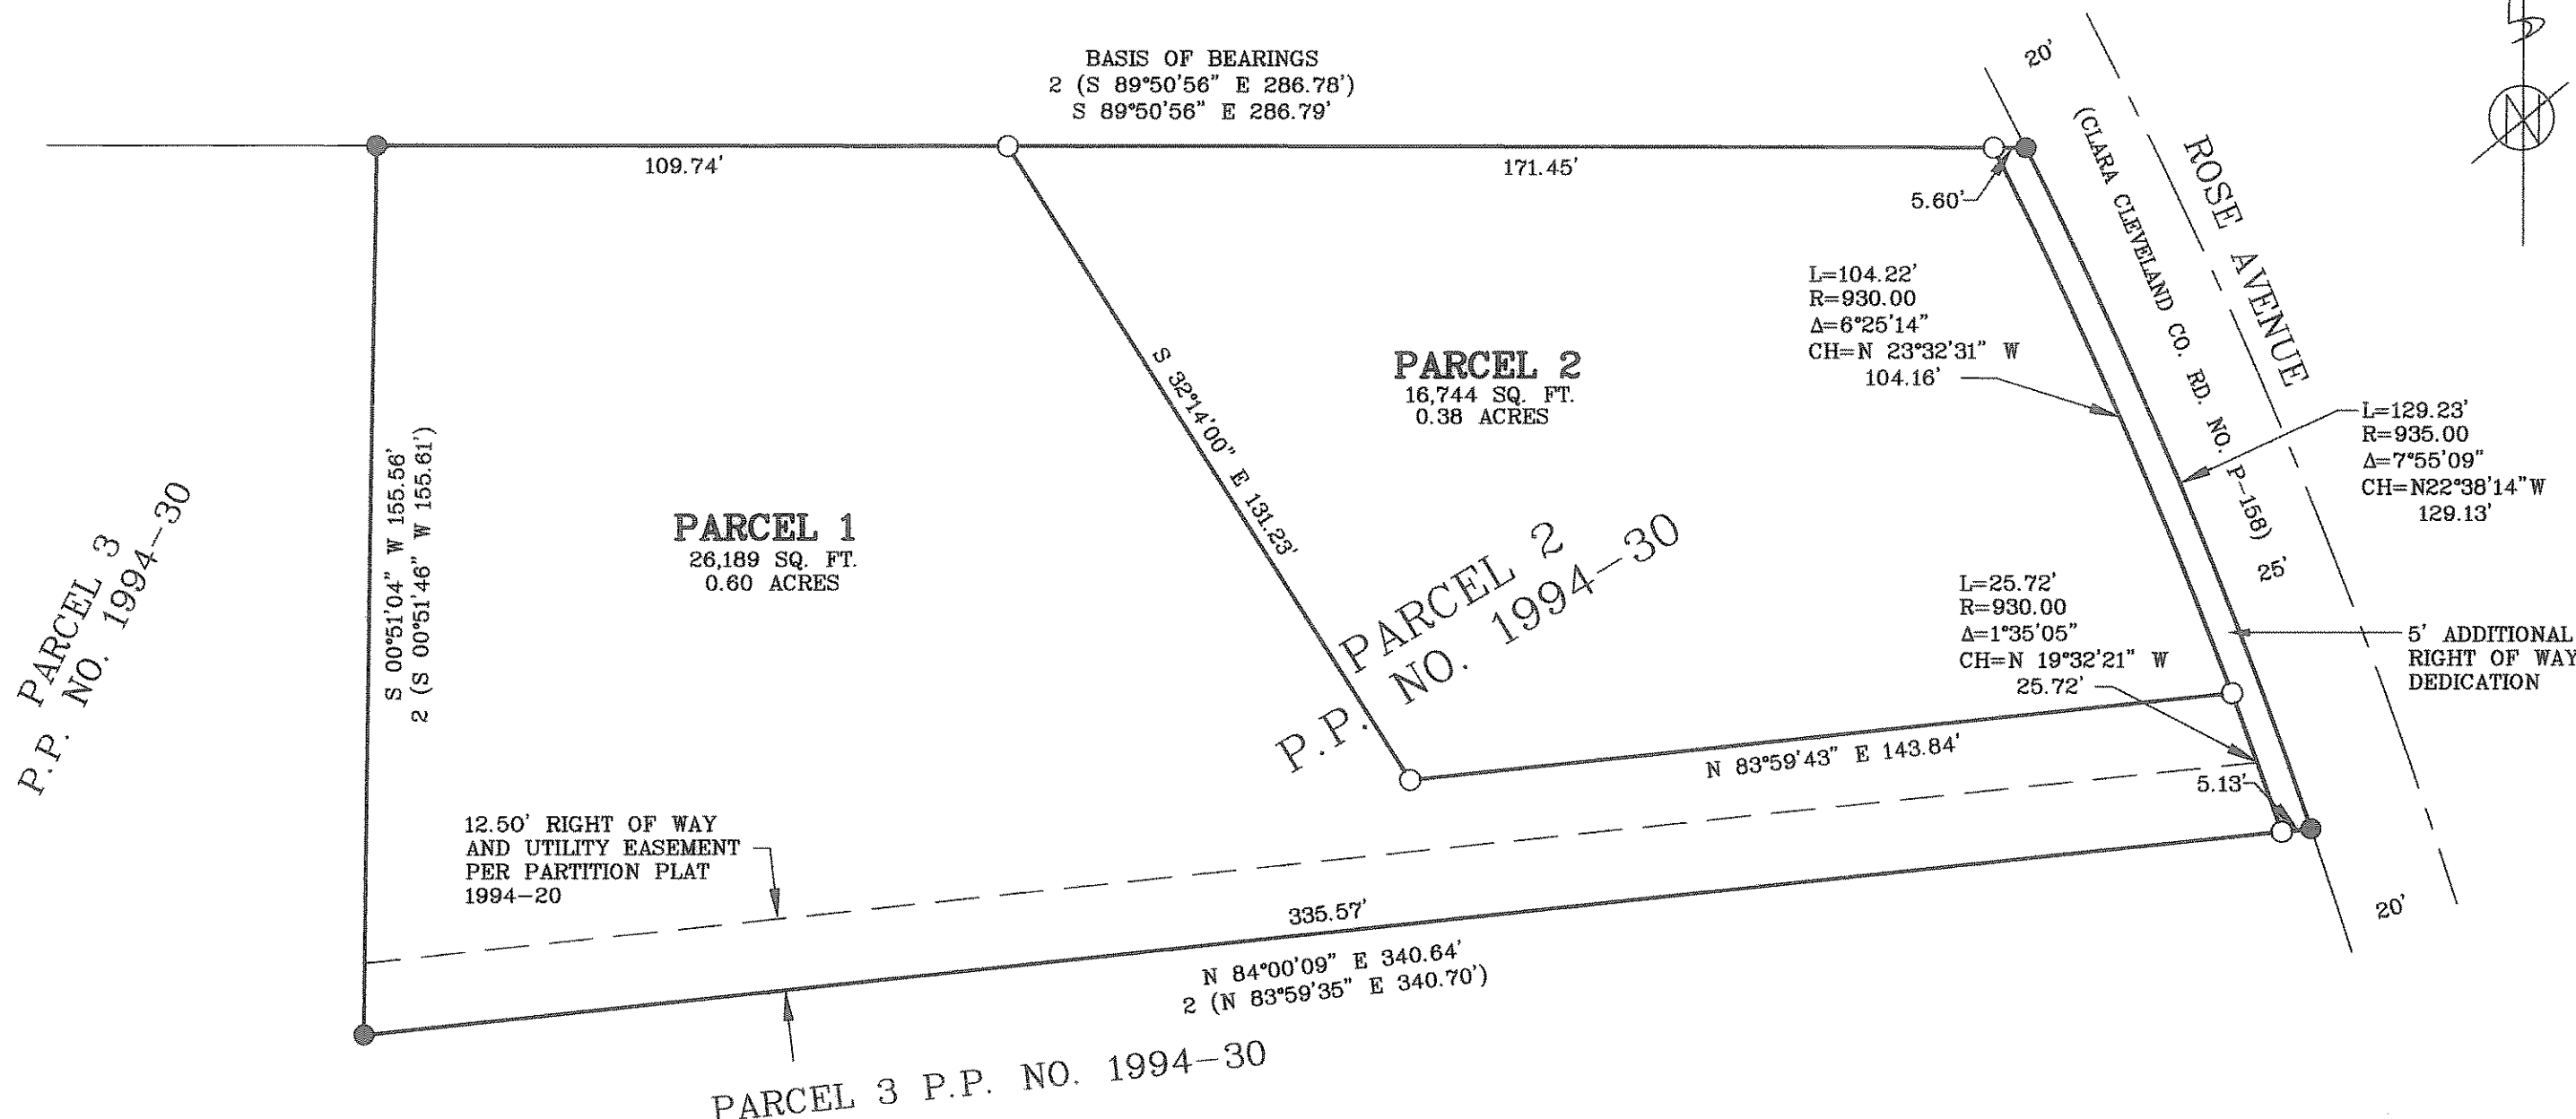 BASIS OF BEARINGS
2 (S 89°50'56" E 286.78')
S 89°50'56" E 286.79'
109.74'
171.45'
5.60'
20'
(CLARA CLEVELAND CO. RD. NO. P-158)
ROSE AVENUE
N
L=104.22'
R=930.00
Δ=6°25'14"
CH=N 23°32'31" W
104.16'
PARCEL 2
16,744 SQ. FT.
0.38 ACRES
S 32°14'00" E 131.23'
L=129.23'
R=935.00
Δ=7°55'09"
CH=N22°38'14"W
129.13'
S 00°51'04" W 155.56'
2 (S 00°51'46" W 155.61')
PARCEL 1
26,189 SQ. FT.
0.60 ACRES
PARCEL 3
P.P. NO. 1994-30
PARCEL 2
P.P. NO. 1994-30
25'
L=25.72'
R=930.00
Δ=1°35'05"
CH=N 19°32'21" W
25.72'
5' ADDITIONAL
RIGHT OF WAY
DEDICATION
N 83°59'43" E 143.84'
5.13'
12.50' RIGHT OF WAY
AND UTILITY EASEMENT
PER PARTITION PLAT
1994-20
335.57'
20'
N 84°00'09" E 340.64'
2 (N 83°59'35" E 340.70')
PARCEL 3 P.P. NO. 1994-30